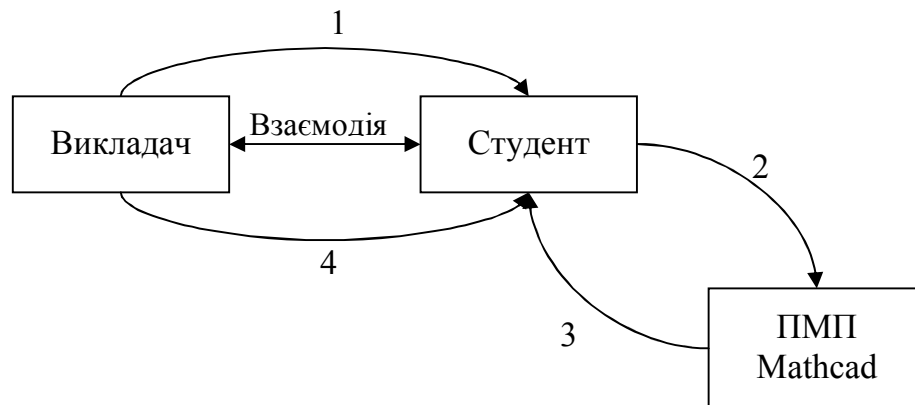 1
Викладач
Взаємодія
Студент
2
4
3
ПМП
Mathcad